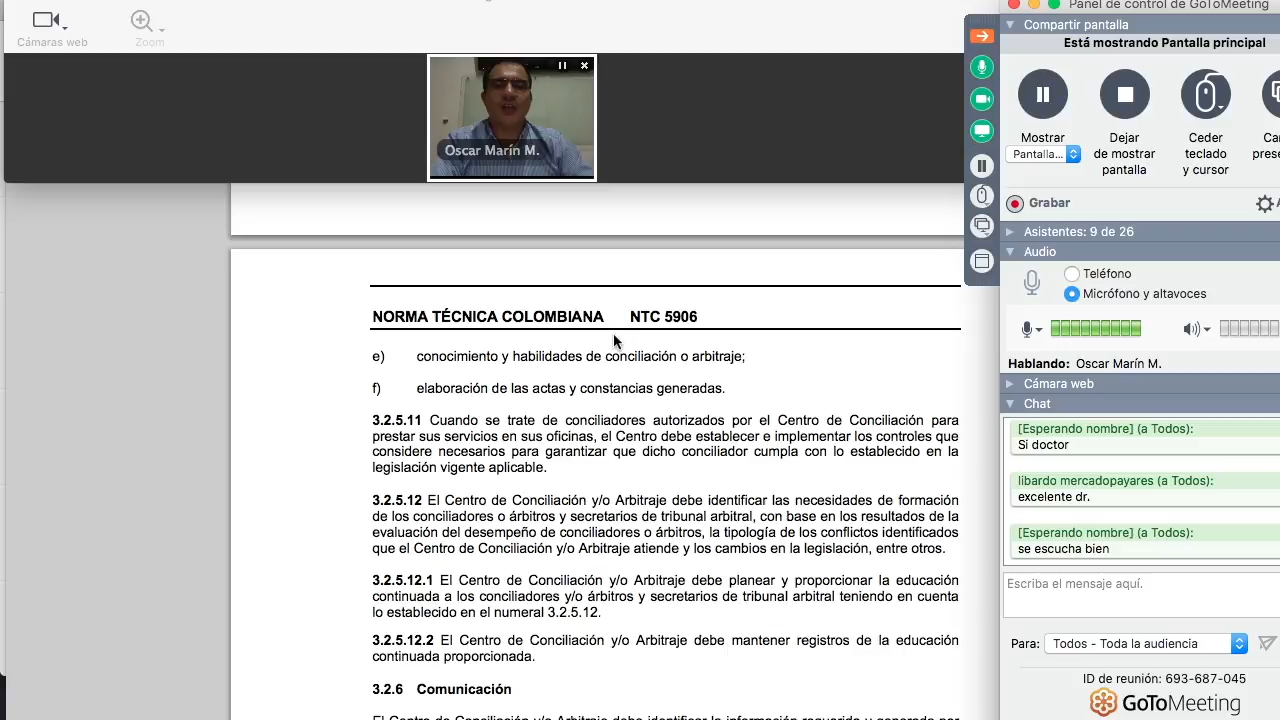 Cámaras web
Zoom
Oscar Marín M.
NORMA TÉCNICA COLOMBIANA NTC 5906
e) conocimiento y habilidades de conciliación o arbitraje;
f) elaboración de las actas y constancias generadas.
3.2.5.11 Cuando se trate de conciliadores autorizados por el Centro de Conciliación para
prestar sus servicios en sus oficinas, el Centro debe establecer e implementar los controles que
considere necesarios para garantizar que dicho conciliador cumpla con lo establecido en la
legislación vigente aplicable.
3.2.5.12 El Centro de Conciliación y/o Arbitraje debe identificar las necesidades de formación
de los conciliadores o árbitros y secretarios de tribunal arbitral, con base en los resultados de la
evaluación del desempeño de conciliadores o árbitros, la tipología de los conflictos identificados
que el Centro de Conciliación y/o Arbitraje atiende y los cambios en la legislación, entre otros.
3.2.5.12.1 El Centro de Conciliación y/o Arbitraje debe planear y proporcionar la educación
continuada a los conciliadores y/o árbitros y secretarios de tribunal arbitral teniendo en cuenta
lo establecido en el numeral 3.2.5.12.
3.2.5.12.2 El Centro de Conciliación y/o Arbitraje debe mantener registros de la educación
continuada proporcionada.
3.2.6 Comunicación
El Centro de Conciliación y/o Arbitraje debe identificar la información requerida y generada por
Panel de control de GoToMeeting
Compartir pantalla
Está mostrando Pantalla principal
Mostrar
Pantalla...
Dejar
de mostrar
pantalla
Ceder
teclado
y cursor
Grabar
Asistentes: 9 de 26
Audio
Teléfono
Micrófono y altavoces
Hablando: Oscar Marín M.
Cámara web
Chat
[Esperando nombre] (a Todos):
Si doctor
libardo mercadopayares (a Todos):
excelente dr.
[Esperando nombre] (a Todos):
se escucha bien
Escriba el mensaje aquí.
Para: Todos - Toda la audiencia
ID de reunión: 693-687-045
GoToMeeting